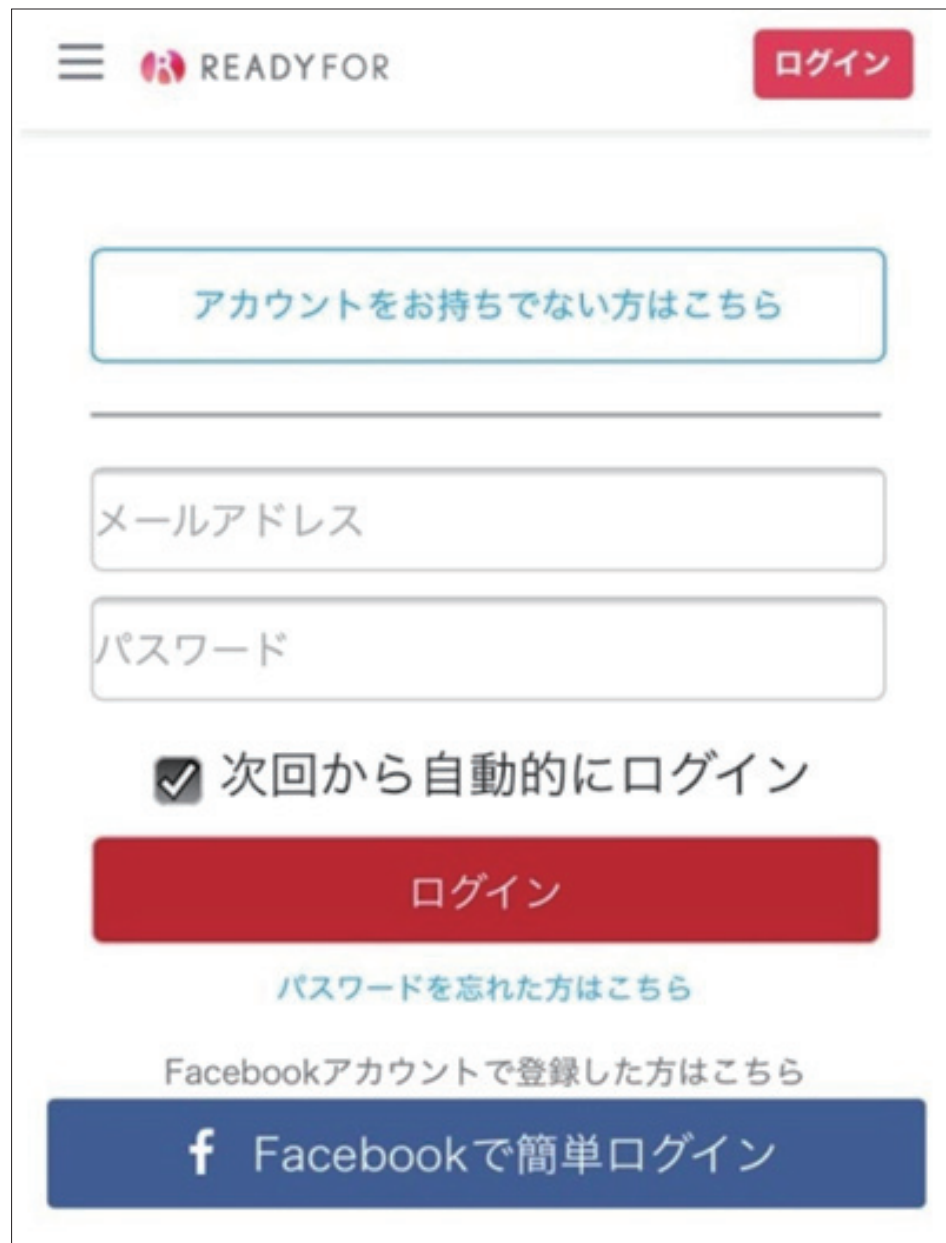 READYFOR
ログイン
アカウントをお持ちでない方はこちら
メールアドレス
パスワード
次回から自動的にログイン
ログイン
パスワードを忘れた方はこちら
Facebookアカウントで登録した方はこちら
f Facebookで簡単ログイン